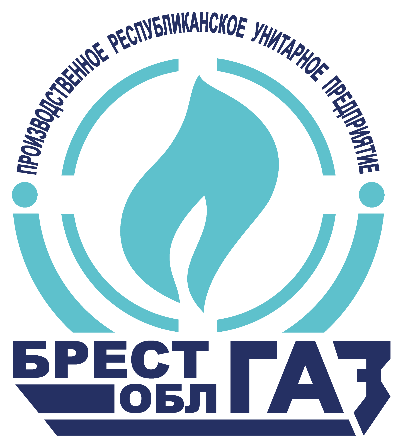 ПРОИЗВОДСТВЕННОЕ РЕСПУБЛИКАНСКОЕ УНИТАРНОЕ ПРЕДПРИЯТИЕ
БРЕСТ
ОБЛ
ГАЗ